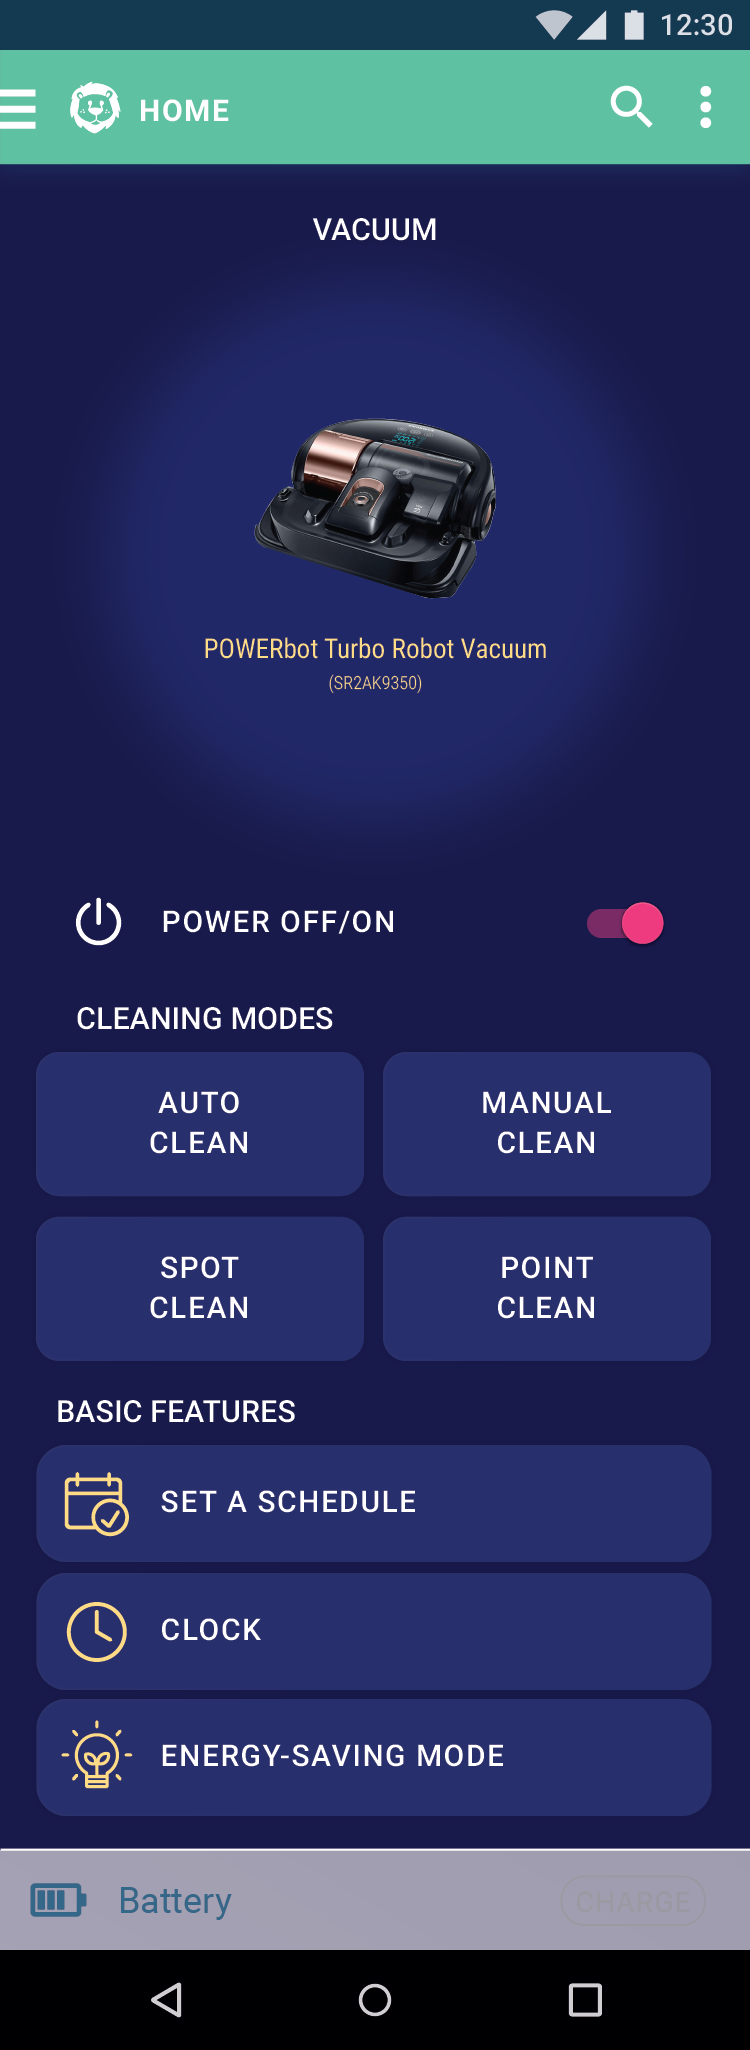 12:30
HOME
VACUUM
POWERbot Turbo Robot Vacuum
(SR2AK9350)
POWER OFF/ON
CLEANING MODES
AUTO
CLEAN
MANUAL
CLEAN
SPOT
CLEAN
POINT
CLEAN
BASIC FEATURES
SET A SCHEDULE
CLOCK
ENERGY-SAVING MODE
Battery
CHARGE